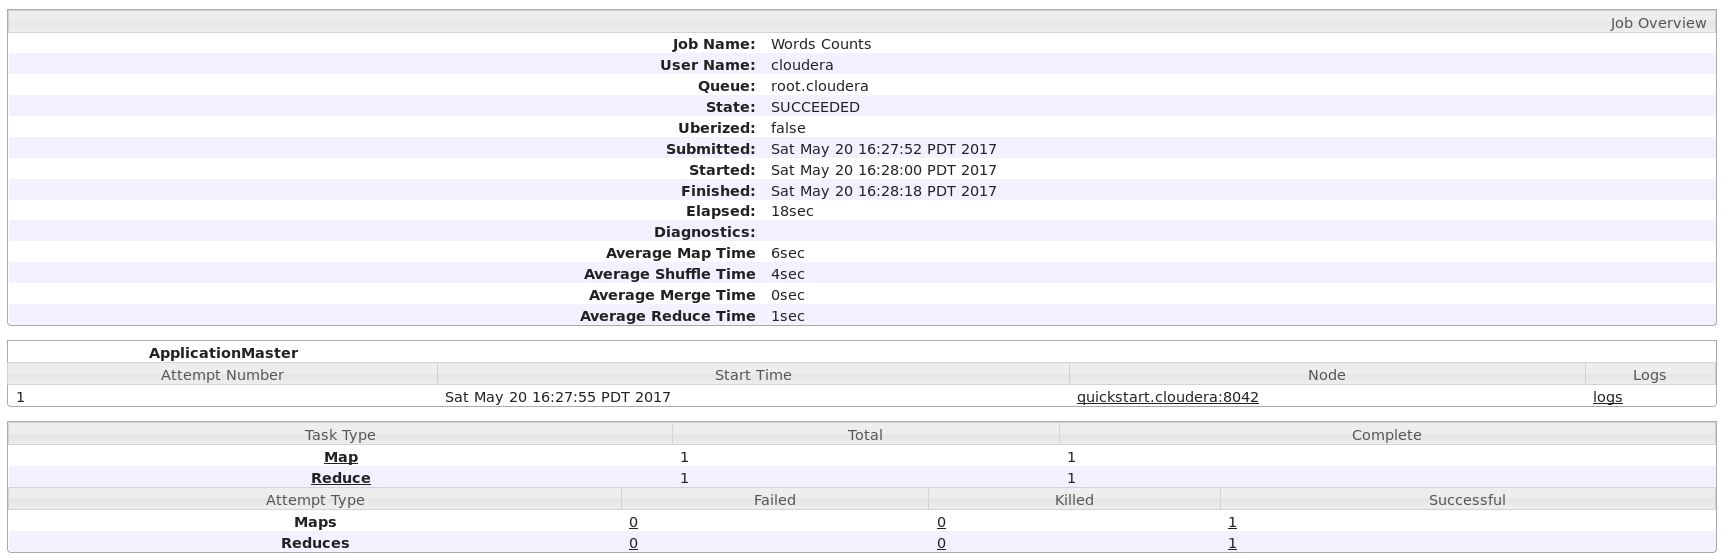 Job Overview
Job Name: Words Counts
User Name: cloudera
Queue: root.cloudera
State: SUCCEEDED
Uberized: false
Submitted: Sat May 20 16:27:52 PDT 2017
Started: Sat May 20 16:28:00 PDT 2017
Finished: Sat May 20 16:28:18 PDT 2017
Elapsed: 18sec
Diagnostics:
Average Map Time 6sec
Average Shuffle Time 4sec
Average Merge Time 0sec
Average Reduce Time 1sec
ApplicationMaster
Attempt Number Start Time Node Logs
1 Sat May 20 16:27:55 PDT 2017 quickstart.cloudera:8042 logs
Task Type Total Complete
Map 1 1
Reduce 1 1
Attempt Type Failed Killed Successful
Maps 0 0 1
Reduces 0 0 1